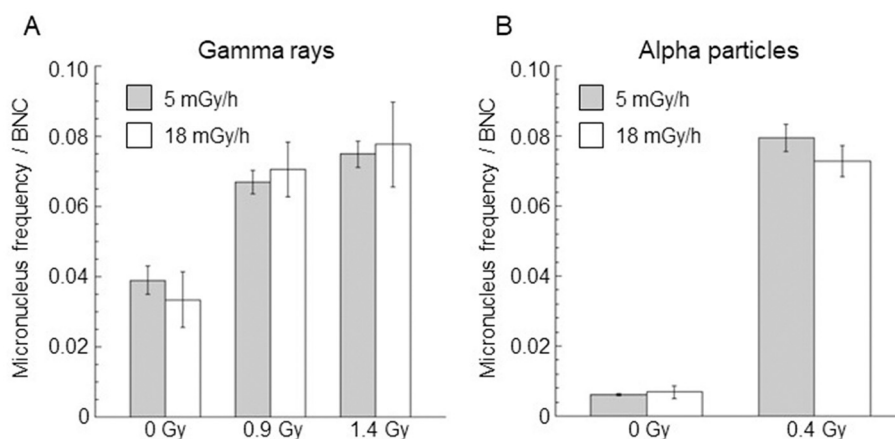 A
Gamma rays
Micronucleus frequency / BNC
0.10
0.08
0.06
0.04
0.02
0
5 mGy/h
18 mGy/h
0 Gy 0.9 Gy 1.4 Gy
B
Alpha particles
Micronucleus frequency / BNC
0.10
0.08
0.06
0.04
0.02
0
5 mGy/h
18 mGy/h
0 Gy 0.4 Gy